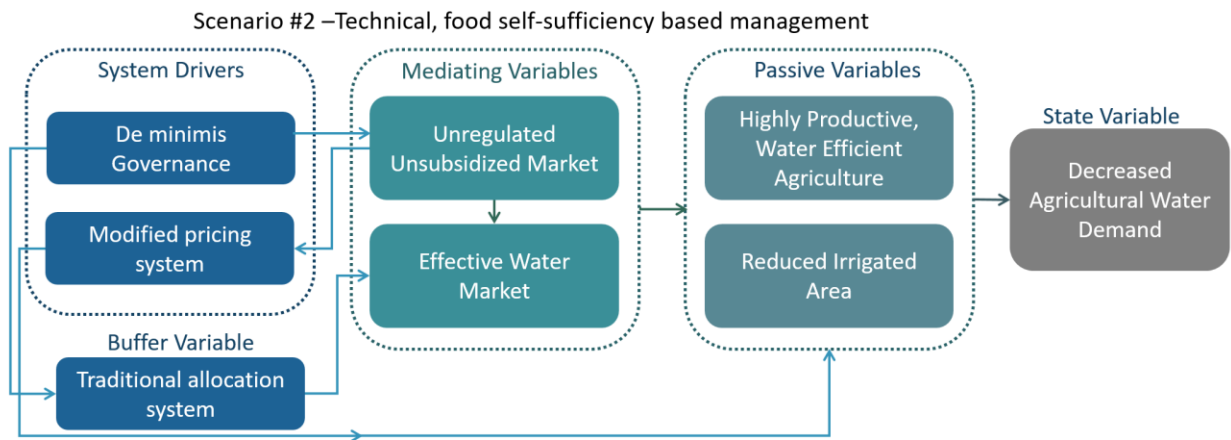 Scenario #2 –Technical, food self-sufficiency based management
System Drivers
De minimis
Governance
Modified pricing
system
Buffer Variable
Traditional allocation
system
Mediating Variables
Unregulated
Unsubsidized Market
Effective Water
Market
Passive Variables
Highly Productive,
Water Efficient
Agriculture
Reduced Irrigated
Area
State Variable
Decreased
Agricultural Water
Demand